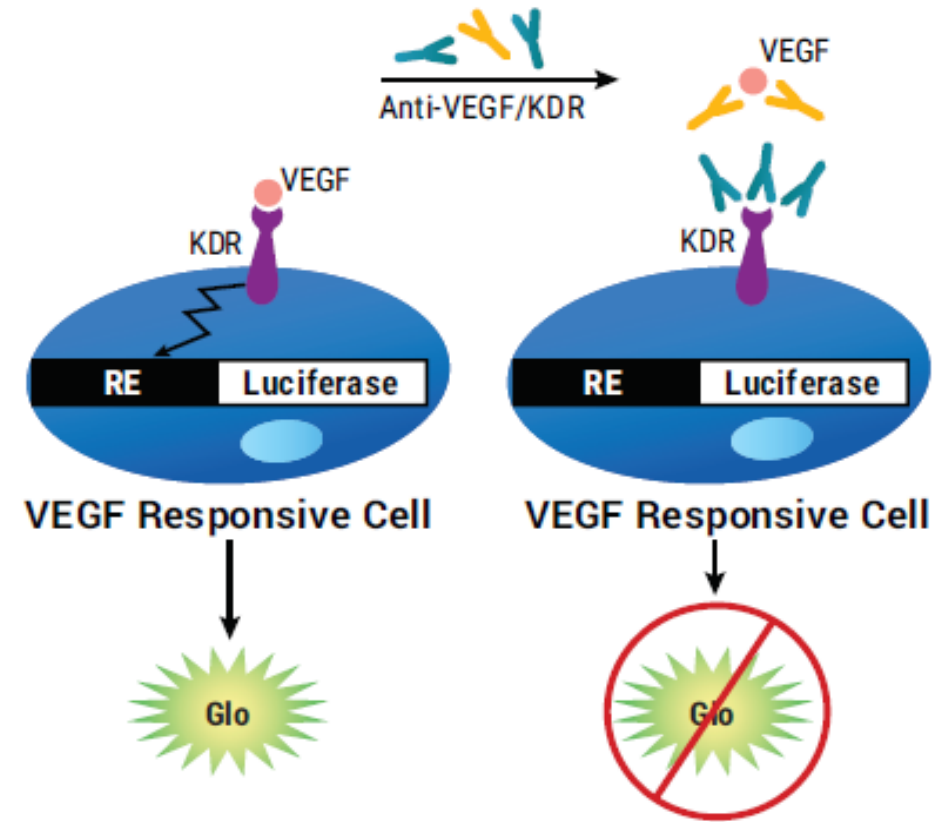 Anti-VEGF/KDR
VEGF
KDR
RE
Luciferase
VEGF Responsive Cell
Glo
VEGF
KDR
RE
Luciferase
VEGF Responsive Cell
Glo